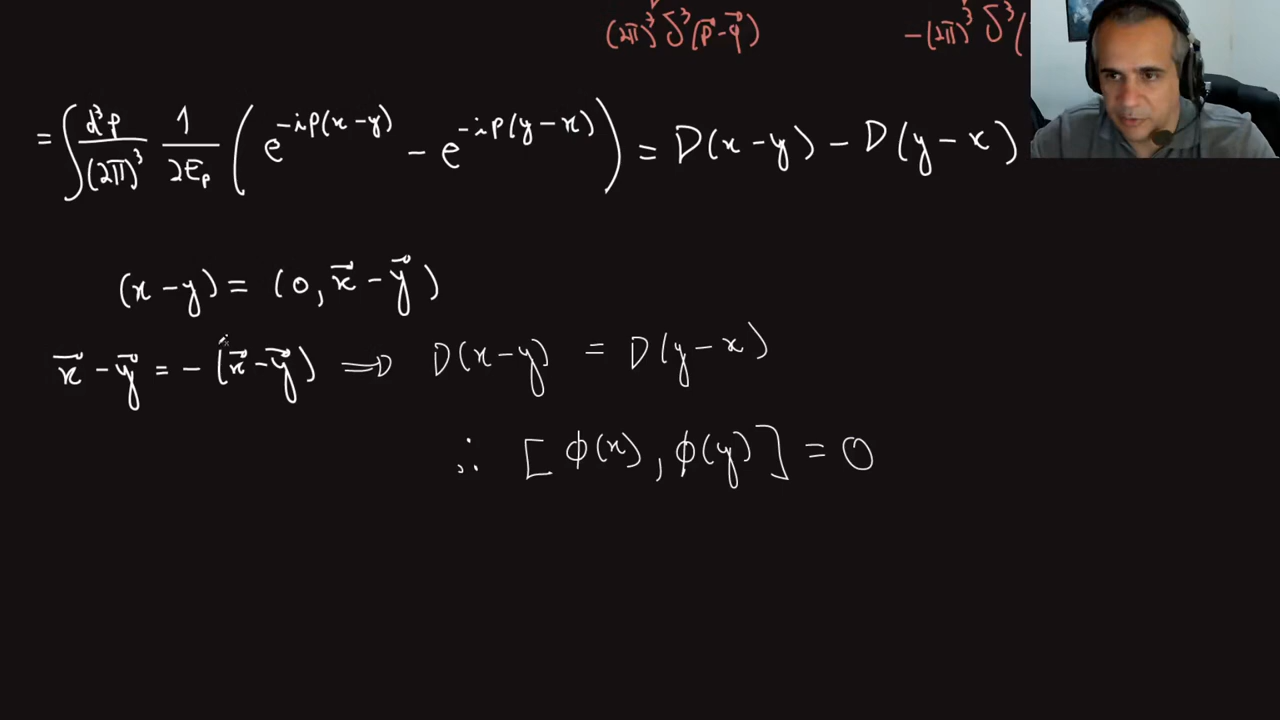 (2π)³ δ³(p⃗-q⃗) -(2π)³ δ³(
= ∫ d³p/(2π)³ 1/2E_p ( e^{-ip(x-y)} - e^{-ip(y-x)} ) = D(x-y) - D(y-x)
(x-y) = (0, x⃗-y⃗)
x⃗-y⃗ = -(x⃗-y⃗) ⟹ D(x-y) = D(y-x)
∴ [ϕ(x), ϕ(y)] = 0